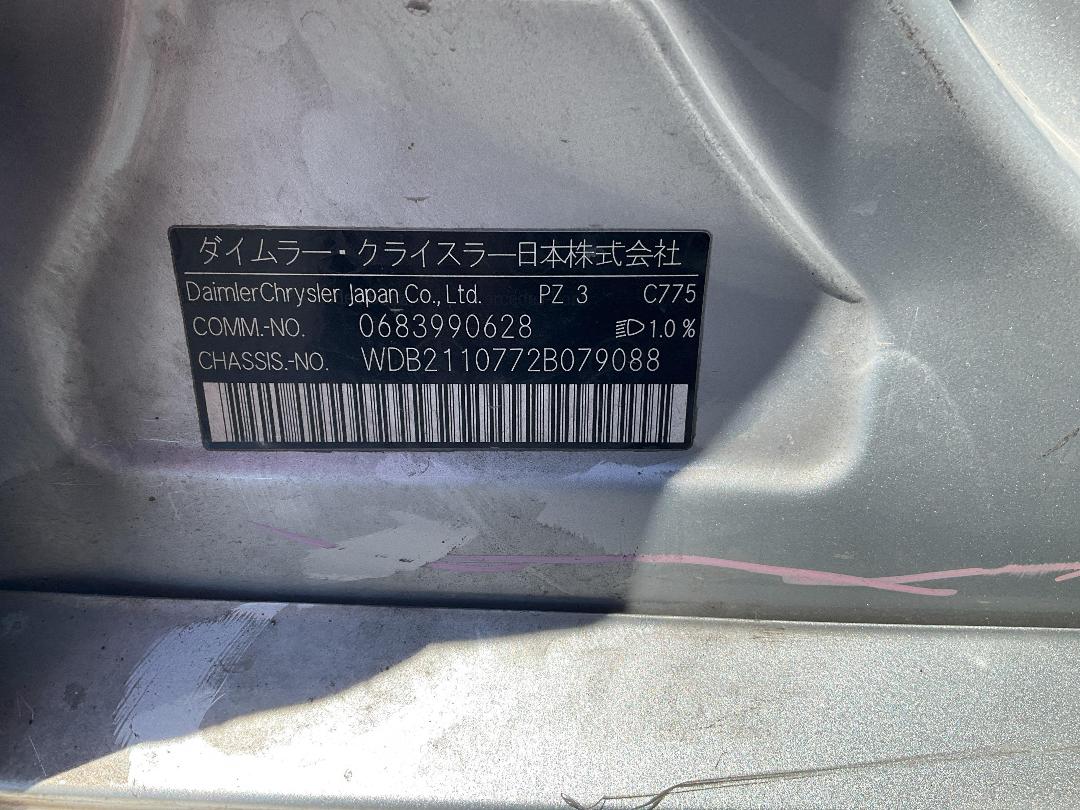 ダイムラー・クライスラー日本株式会社
DaimlerChrysler Japan Co., Ltd. PZ 3 C775
COMM.-NO. 0683990628 1.0 %
CHASSIS.-NO. WDB2110772B079088